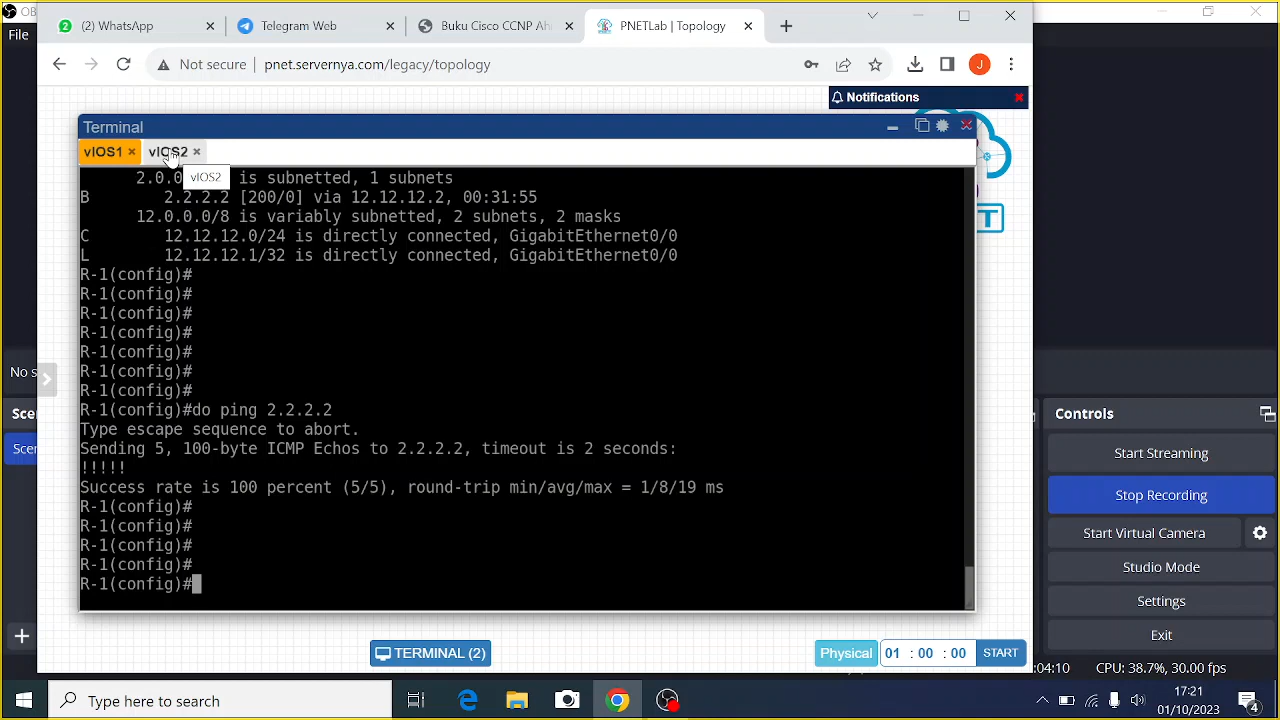 OB
File
(2) WhatsApp
Telegram Web
PNETLab | Topology
Not secure | pnet.servernya.com/legacy/topology
J
Notifications
Terminal
vIOS1
vIOS2
vIOS2
2.0.0 is subnetted, 1 subnets
B 2.2.2.2 via 12.12.12.2, 00:31:55
12.0.0.0/8 is variably subnetted, 2 subnets, 2 masks
C 12.12.12.0/24 is directly connected, GigabitEthernet0/0
L 12.12.12.1/32 is directly connected, GigabitEthernet0/0
R-1(config)#
R-1(config)#
R-1(config)#
R-1(config)#
R-1(config)#
R-1(config)#
R-1(config)#
R-1(config)#do ping 2.2.2.2
Type escape sequence to abort.
Sending 5, 100-byte ICMP Echos to 2.2.2.2, timeout is 2 seconds:
!!!!!
Success rate is 100 percent (5/5), round-trip min/avg/max = 1/8/19 ms
R-1(config)#
R-1(config)#
R-1(config)#
R-1(config)#
R-1(config)#
T
No s
Scen
Scen
Controls
Start Streaming
Stop Recording
Start Virtual Camera
Studio Mode
Settings
Exit
TERMINAL (2)
Physical
01 : 00 : 00
START
:04:10
CPU: 38.7%, 30.00 fps
Type here to search
17:21
01/10/2023
4